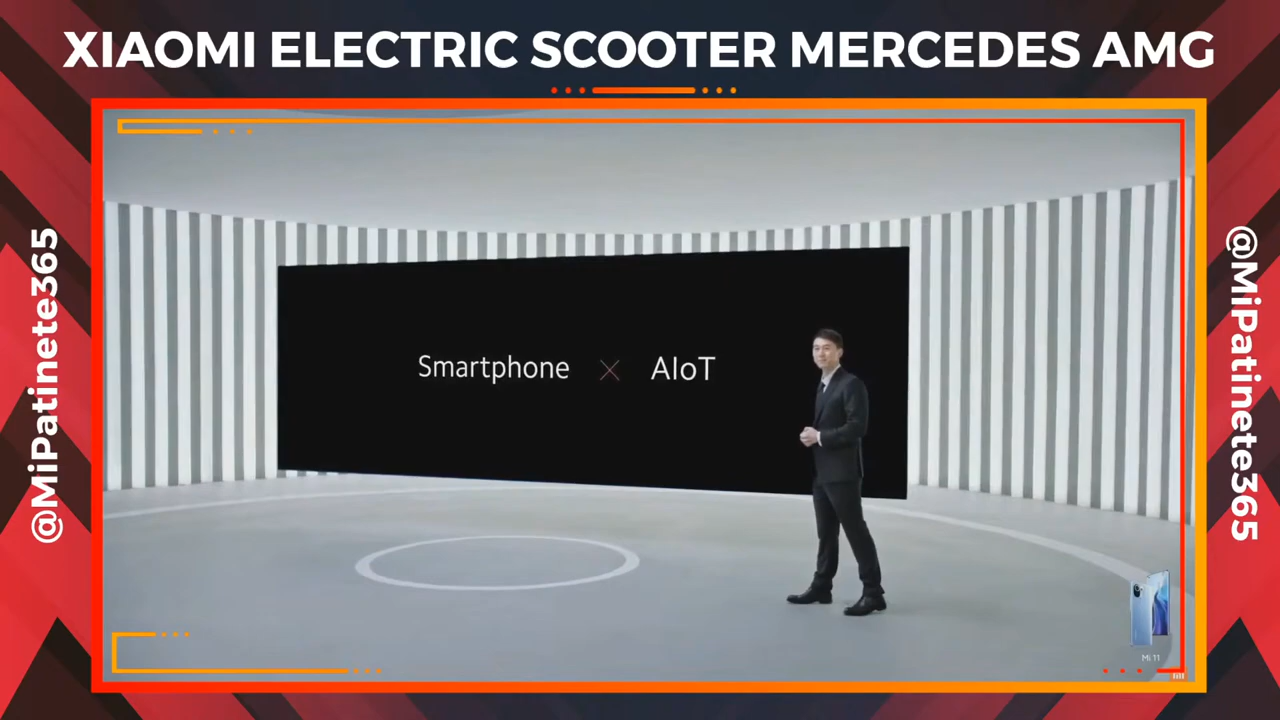 XIAOMI ELECTRIC SCOOTER MERCEDES AMG
@MiPatinete365
Smartphone × AIoT
@MiPatinete365
Mi 11